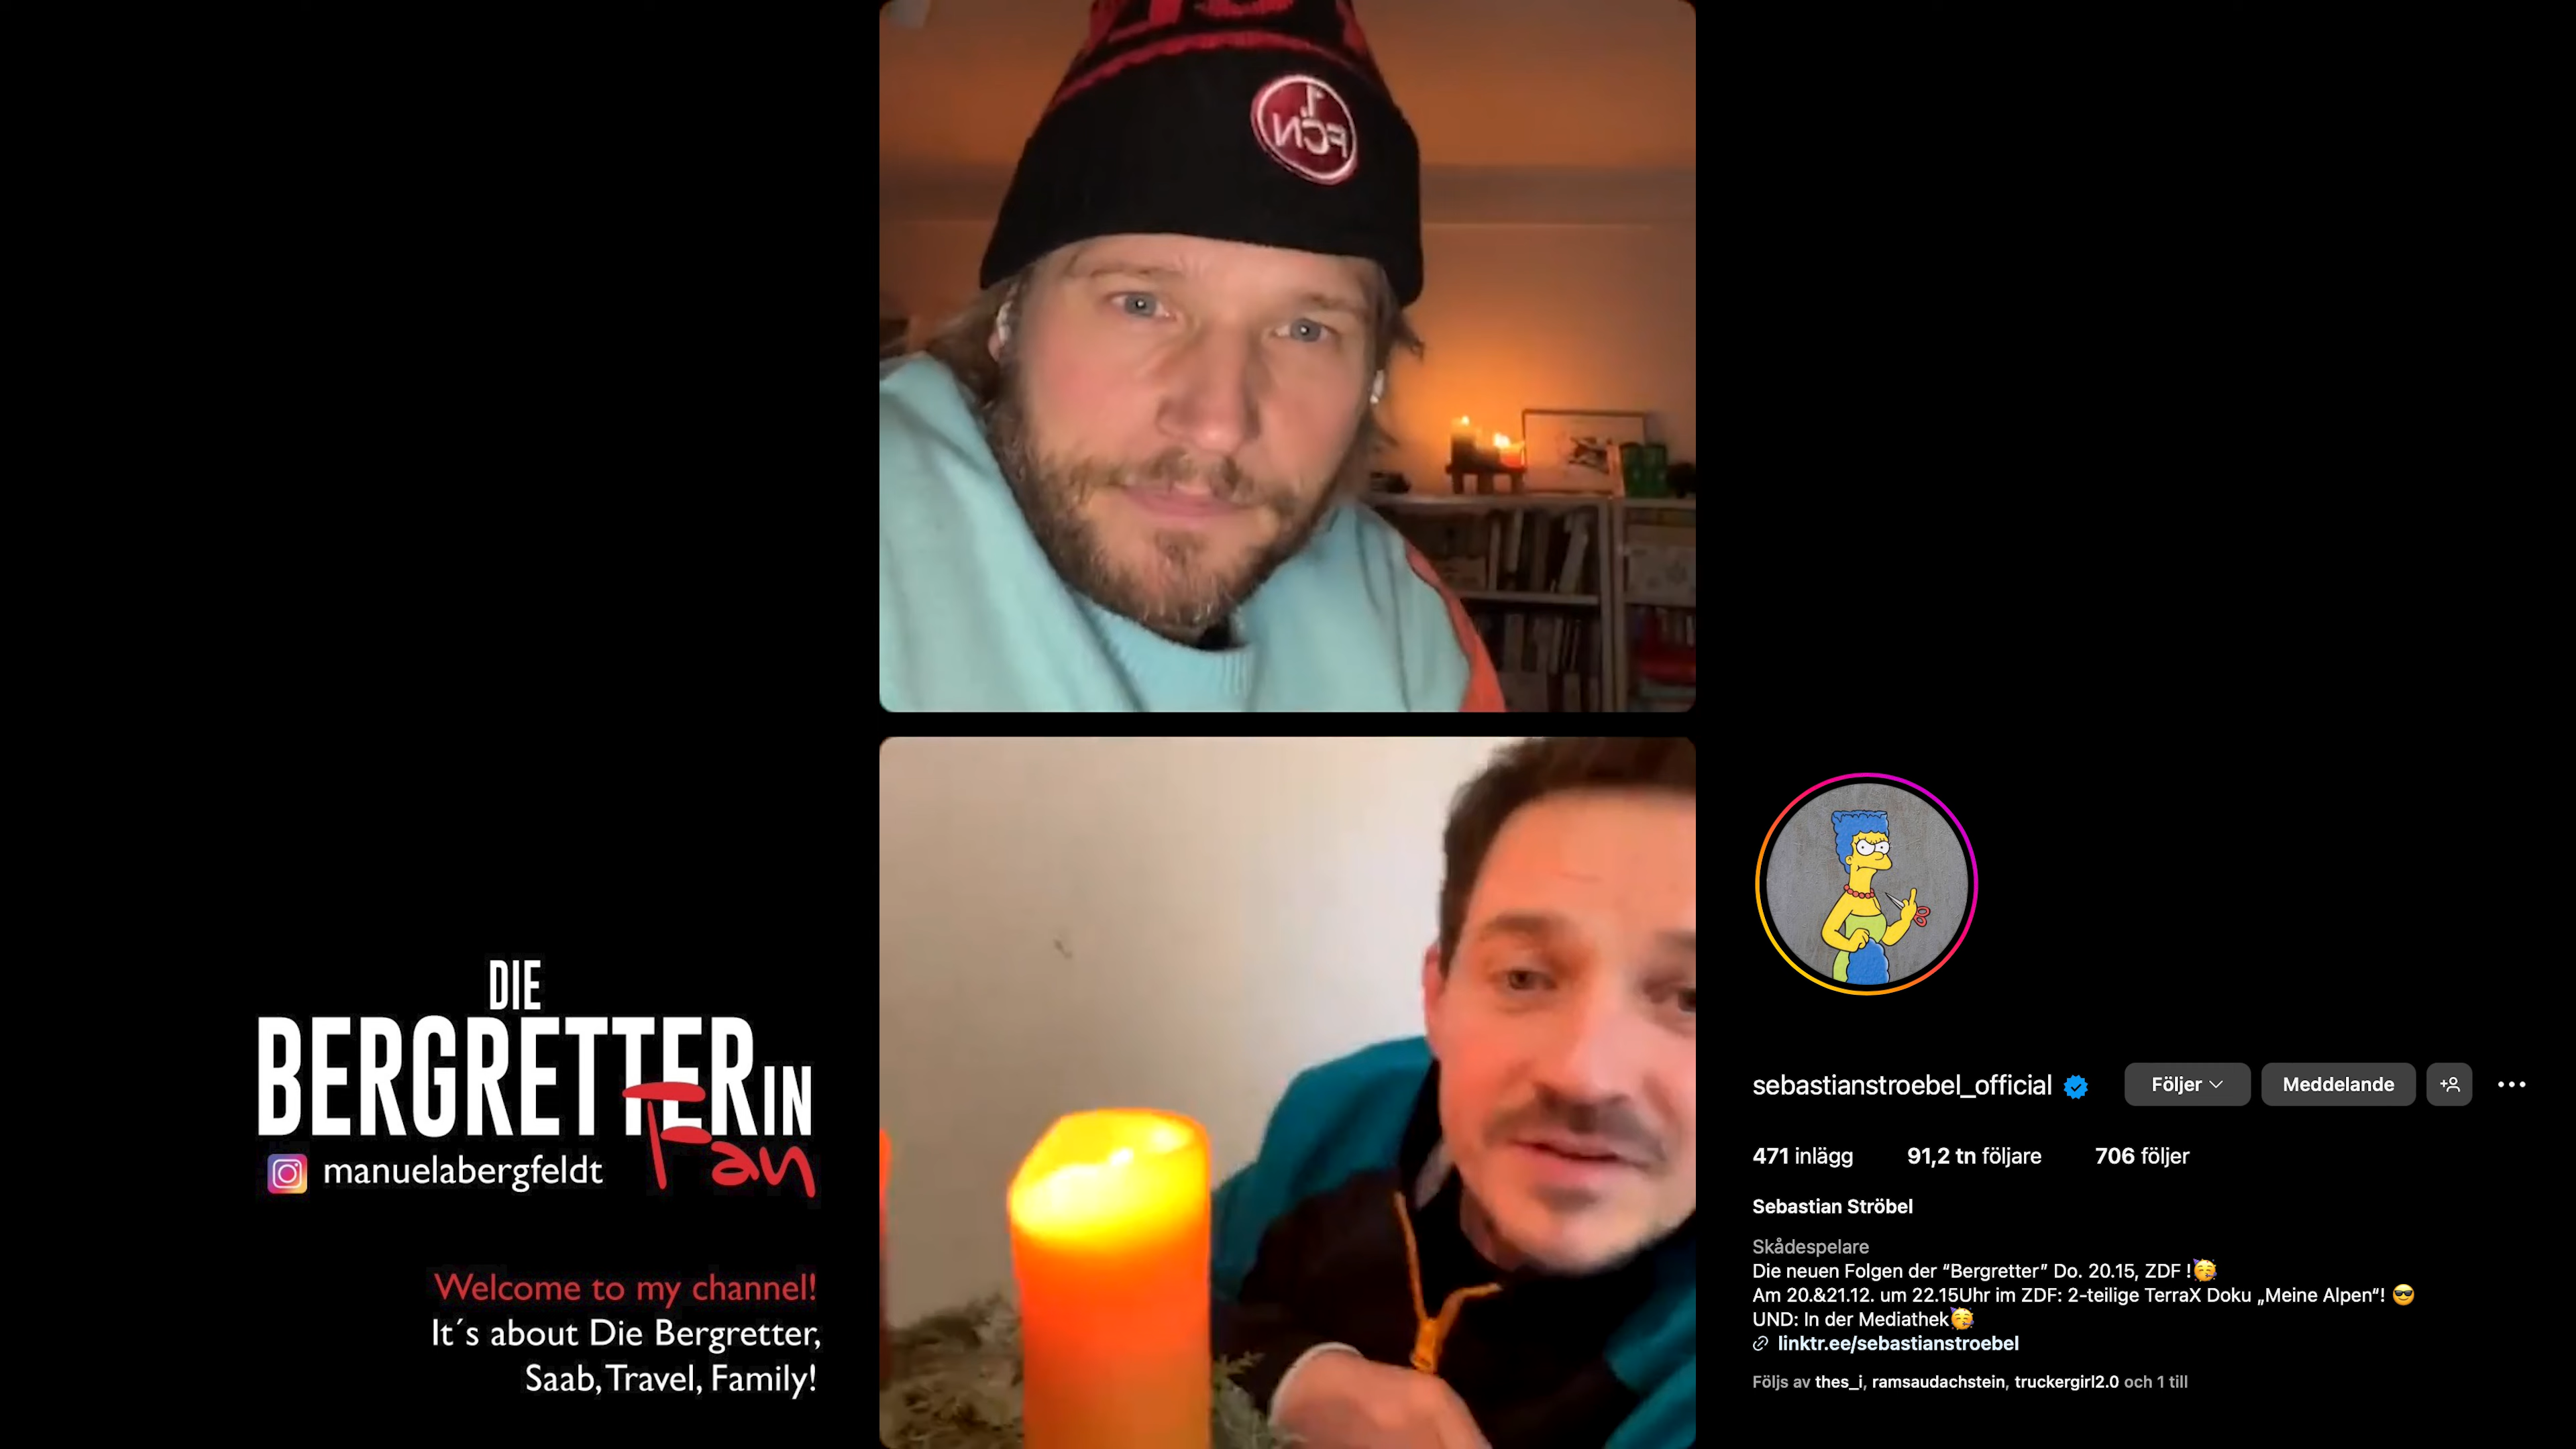 1.
FCN
DIE
BERGRETTERIN
Fan
manuelabergfeldt
Welcome to my channel!
It´s about Die Bergretter,
Saab, Travel, Family!
sebastianstroebel_official
Följer
Meddelande
471 inlägg 91,2 tn följare 706 följer
Sebastian Ströbel
Skådespelare
Die neuen Folgen der “Bergretter” Do. 20.15, ZDF !🥳
Am 20.&21.12. um 22.15Uhr im ZDF: 2-teilige TerraX Doku „Meine Alpen“! 😎
UND: In der Mediathek🥳
linktr.ee/sebastianstroebel
Följs av thes_i, ramsaudachstein, truckergirl2.0 och 1 till